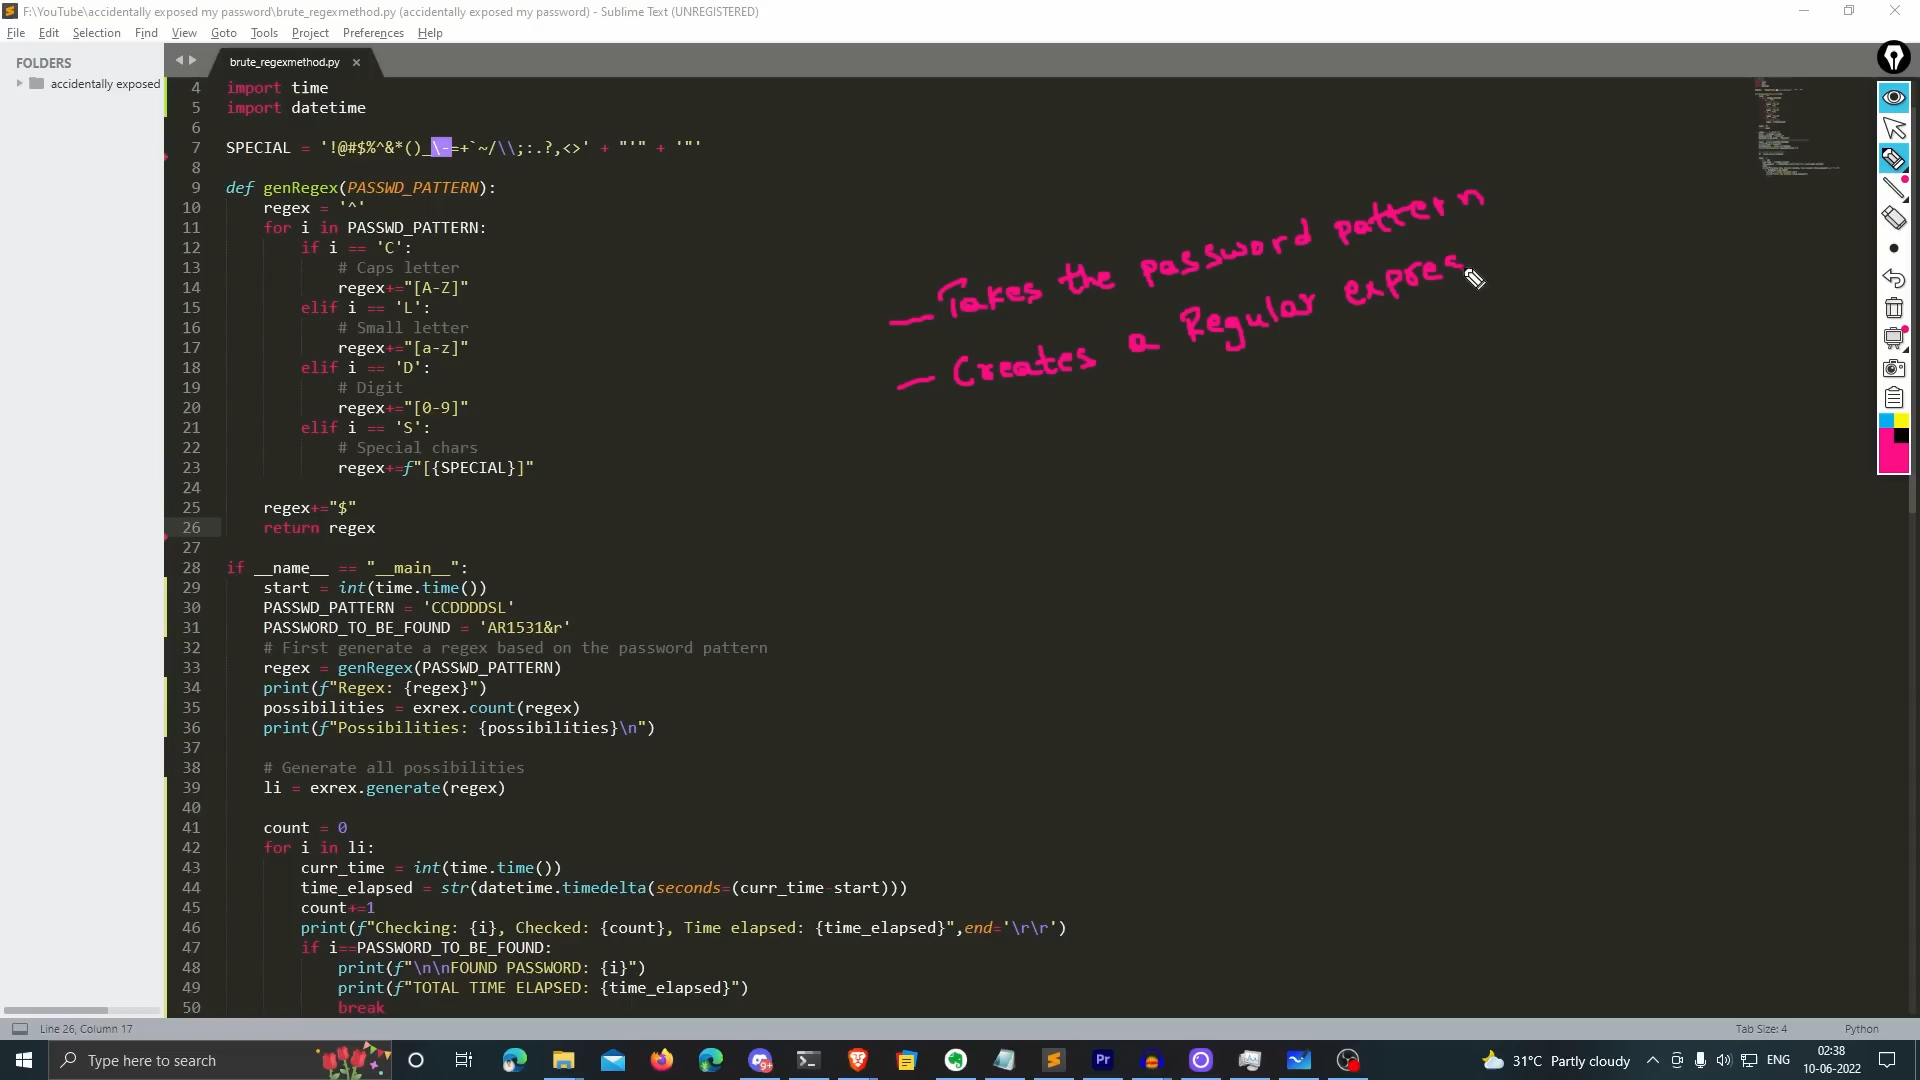 F:\YouTube\accidentally exposed my password\brute_regexmethod.py (accidentally exposed my password) - Sublime Text (UNREGISTERED)
File Edit Selection Find View Goto Tools Project Preferences Help
FOLDERS
accidentally exposed
brute_regexmethod.py
4 import time
5 import datetime
6
7 SPECIAL = '!@#$%^&*()_\-=+`~/\\;:.?,<>' + "'" + '"'
8
9 def genRegex(PASSWD_PATTERN):
10 regex = '^'
11 for i in PASSWD_PATTERN:
12 if i == 'C':
13 # Caps letter
14 regex+="[A-Z]"
15 elif i == 'L':
16 # Small letter
17 regex+="[a-z]"
18 elif i == 'D':
19 # Digit
20 regex+="[0-9]"
21 elif i == 'S':
22 # Special chars
23 regex+=f"[{SPECIAL}]"
24
25 regex+="$"
26 return regex
27
28 if __name__ == "__main__":
29 start = int(time.time())
30 PASSWD_PATTERN = 'CCDDDDSL'
31 PASSWORD_TO_BE_FOUND = 'AR1531&r'
32 # First generate a regex based on the password pattern
33 regex = genRegex(PASSWD_PATTERN)
34 print(f"Regex: {regex}")
35 possibilities = exrex.count(regex)
36 print(f"Possibilities: {possibilities}\n")
37
38 # Generate all possibilities
39 li = exrex.generate(regex)
40
41 count = 0
42 for i in li:
43 curr_time = int(time.time())
44 time_elapsed = str(datetime.timedelta(seconds=(curr_time-start)))
45 count+=1
46 print(f"Checking: {i}, Checked: {count}, Time elapsed: {time_elapsed}",end='\r\r')
47 if i==PASSWORD_TO_BE_FOUND:
48 print(f"\n\nFOUND PASSWORD: {i}")
49 print(f"TOTAL TIME ELAPSED: {time_elapsed}")
50 break
— Takes the password pattern
— Creates a Regular expres
Line 26, Column 17
Tab Size: 4
Python
Type here to search
9+
Pr
31°C Partly cloudy
ENG
02:38
10-06-2022